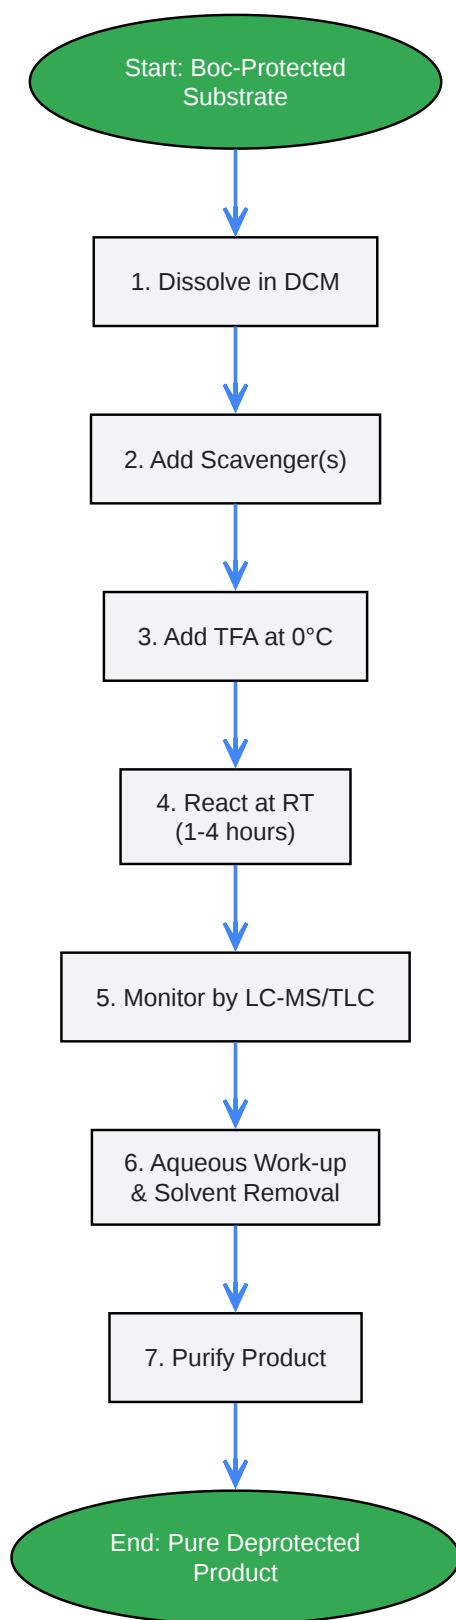 Start: Boc-Protected
Substrate
1. Dissolve in DCM
2. Add Scavenger(s)
3. Add TFA at 0°C
4. React at RT
(1-4 hours)
5. Monitor by LC-MS/TLC
6. Aqueous Work-up
& Solvent Removal
7. Purify Product
End: Pure Deprotected
Product